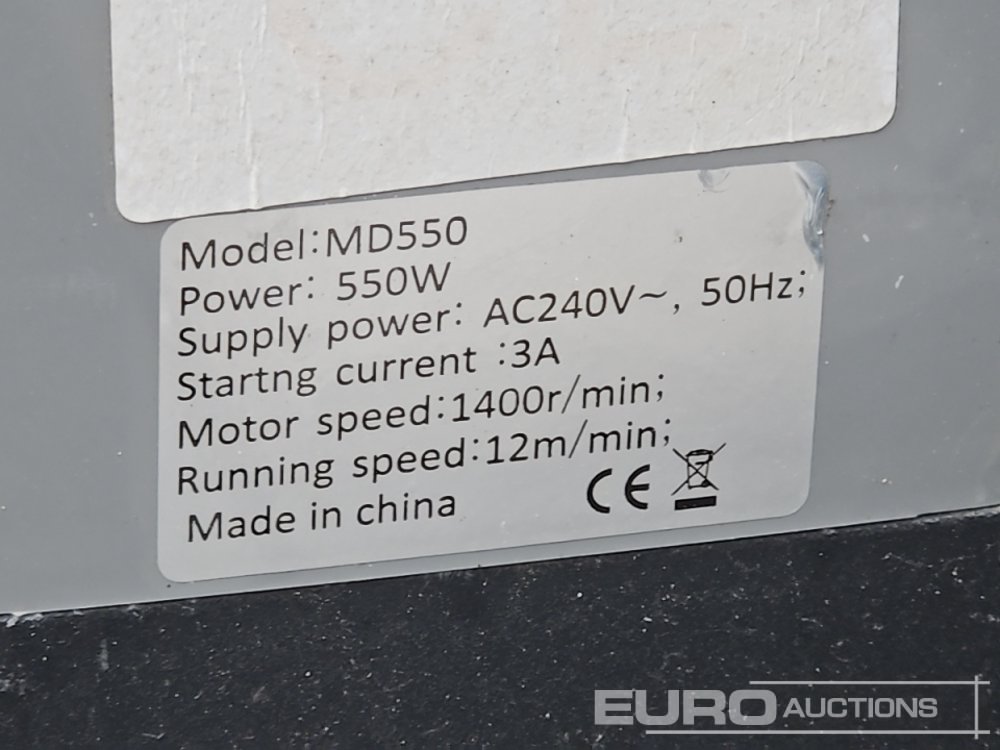 Model:MD550
Power: 550W
Supply power: AC240V~, 50Hz;
Startng current :3A
Motor speed:1400r/min;
Running speed:12m/min;
Made in china
CE
EURO AUCTIONS